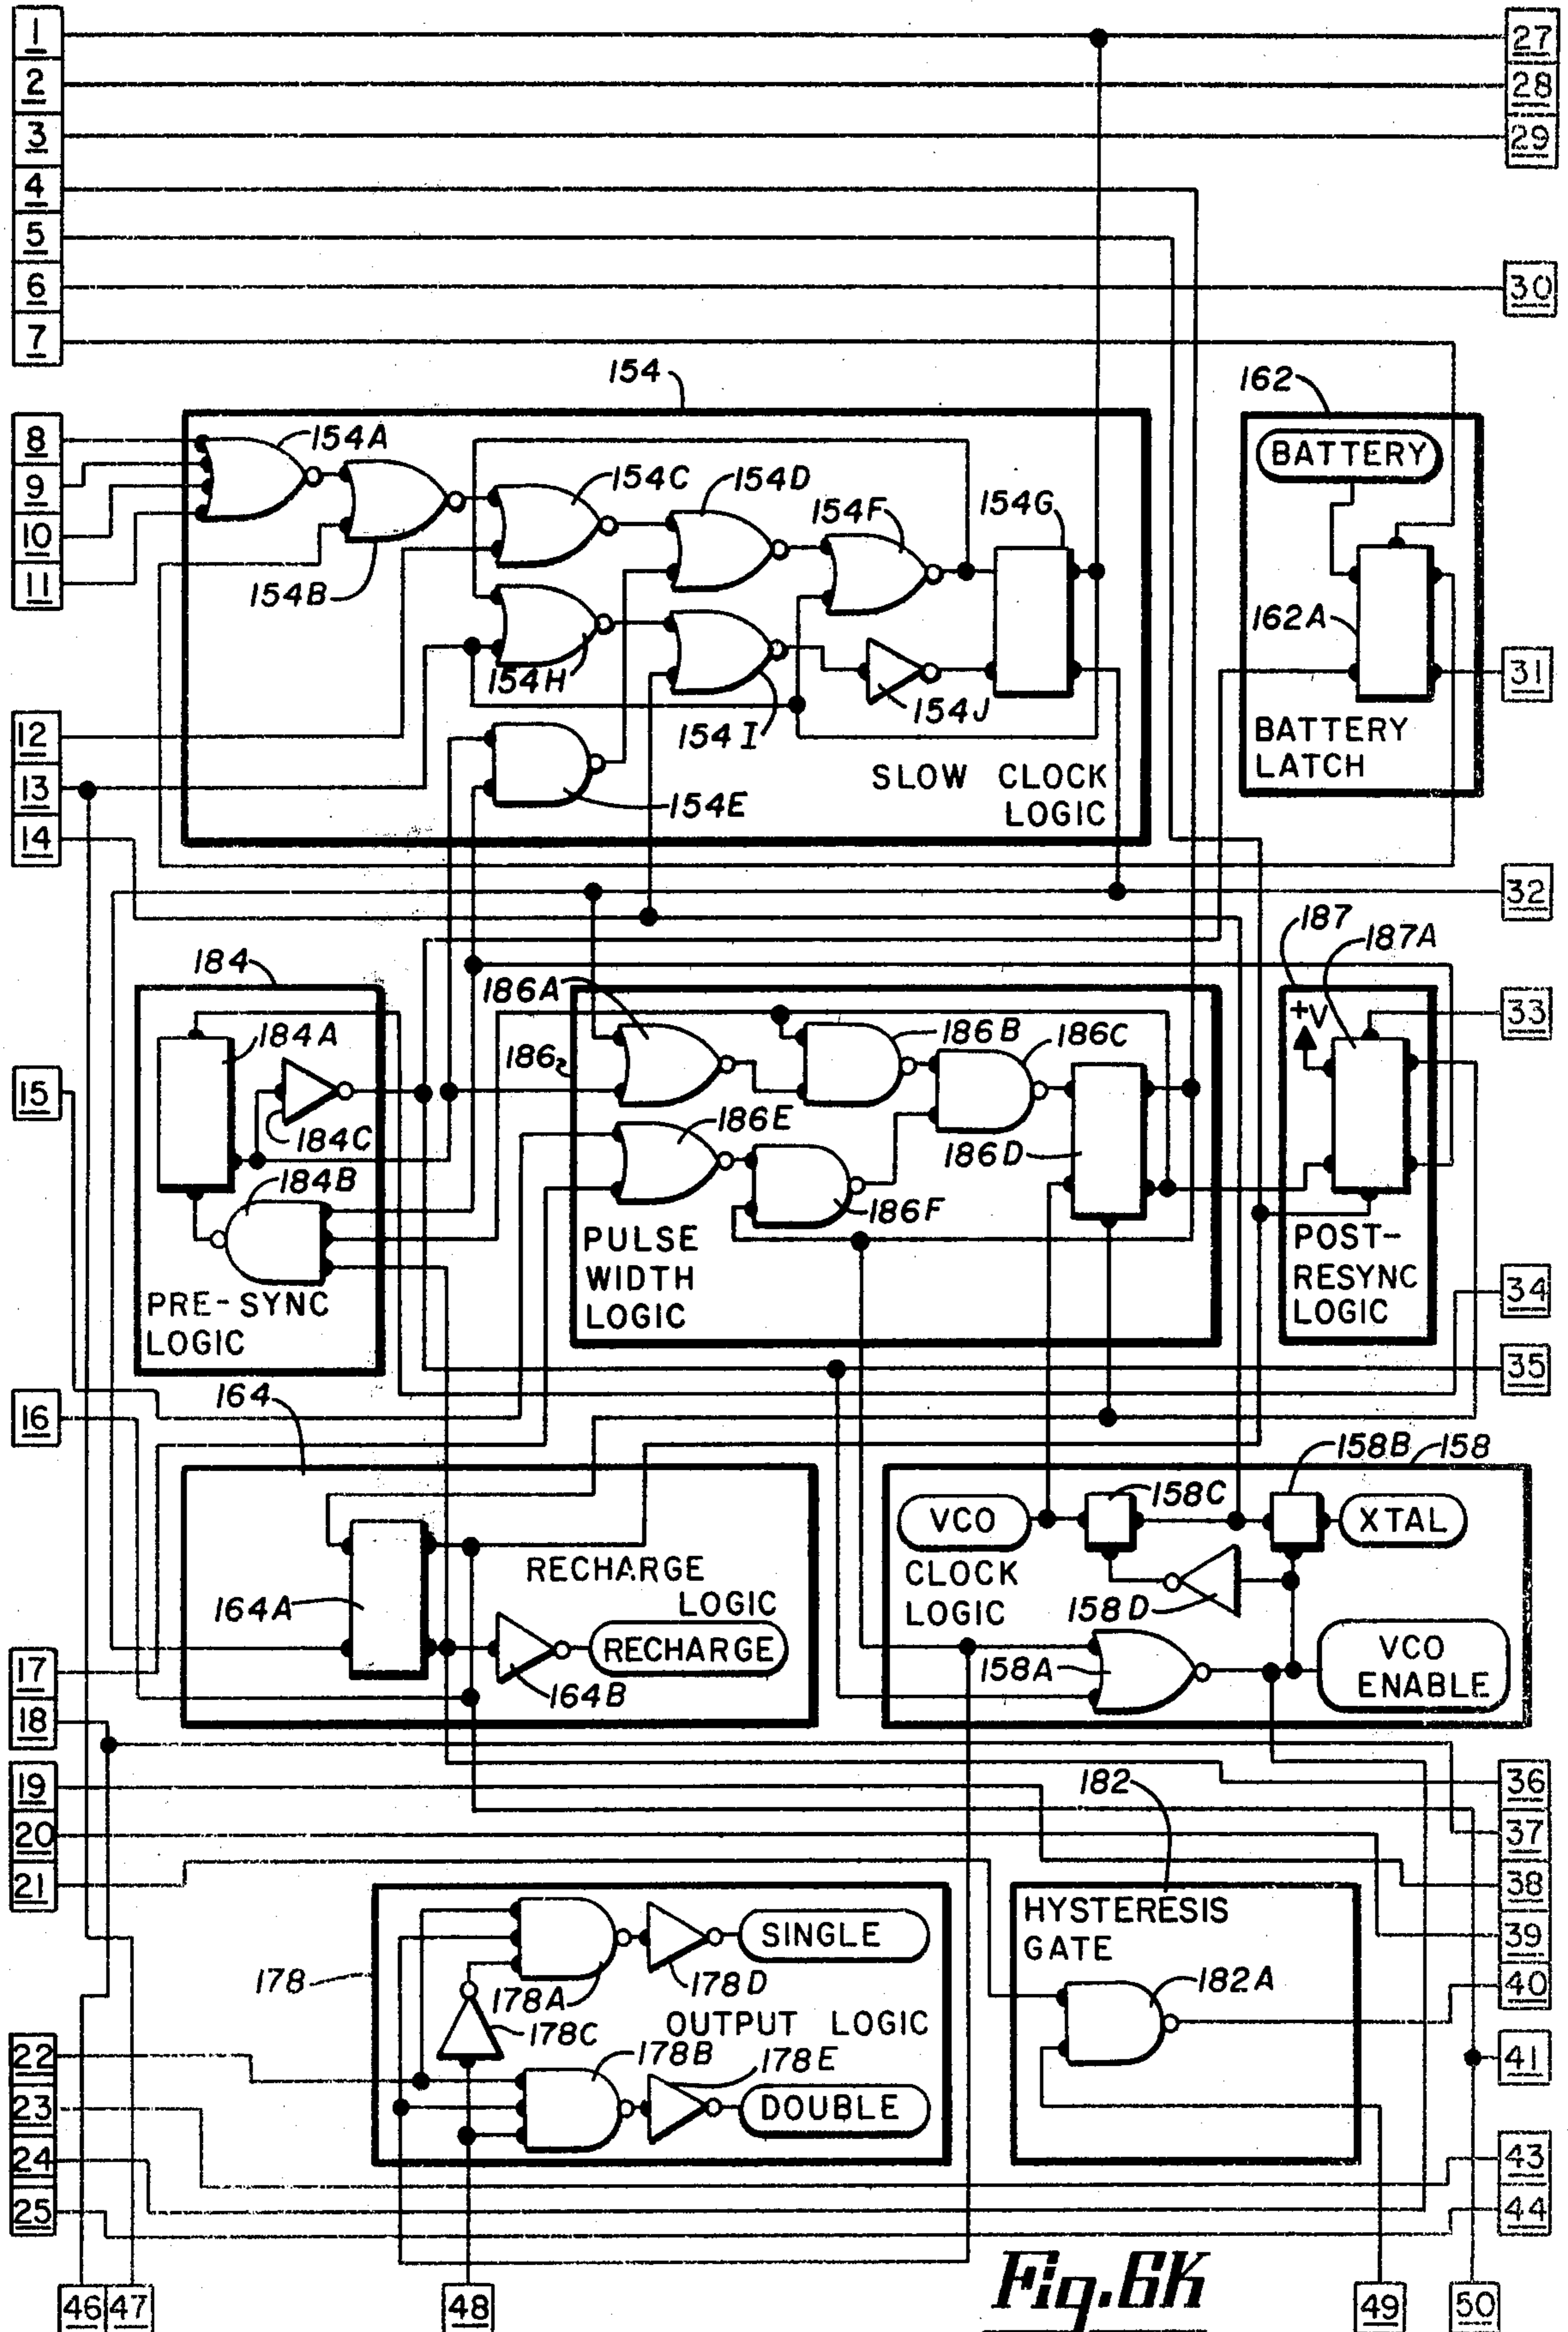 1
27
2
28
3
29
4
5
6
30
7
154
162
8
154A
BATTERY
9
154C
154D
10
154F
154G
11
154B
162A
154H
31
154J
12
154I
BATTERY
LATCH
13
SLOW CLOCK
LOGIC
154E
14
32
187
187A
184
186A
+V
33
184A
186B
186C
186
15
184C
186E
186D
184B
186F
PULSE
WIDTH
LOGIC
POST-
RESYNC
LOGIC
34
PRE-SYNC
LOGIC
35
164
16
158B
158
158C
VCO
XTAL
CLOCK
LOGIC
RECHARGE
LOGIC
164A
158D
RECHARGE
VCO
ENABLE
17
158A
164B
18
19
182
36
20
37
21
38
HYSTERESIS
GATE
SINGLE
39
178
178D
178A
182A
40
OUTPUT LOGIC
178C
22
178B
178E
41
23
DOUBLE
24
43
25
44
Fig. 6K
46
47
48
49
50